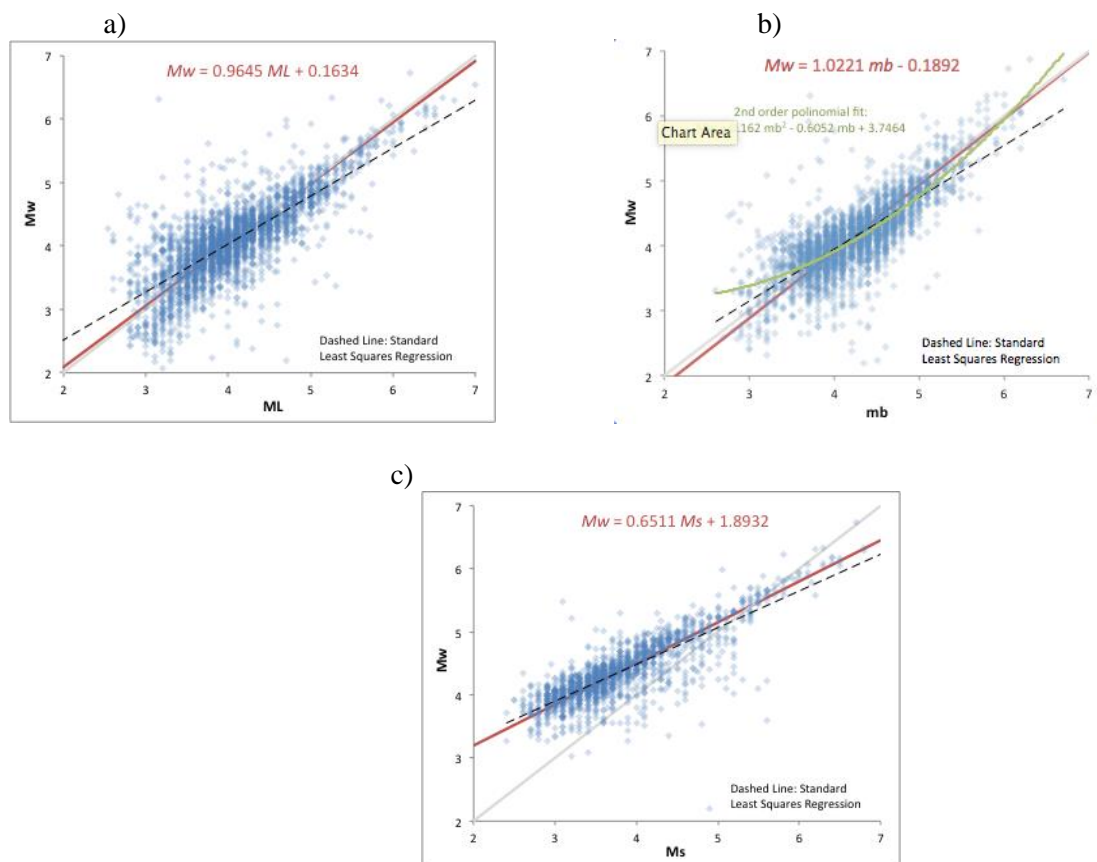 a)
7
6
5
4
3
2
Mw
Mw = 0.9645 ML + 0.1634
Dashed Line: Standard
Least Squares Regression
2 3 4 5 6 7
ML
b)
7
6
5
4
3
2
Mw
Mw = 1.0221 mb - 0.1892
2nd order polinomial fit:
.162 mb² - 0.6052 mb + 3.7464
Chart Area
Dashed Line: Standard
Least Squares Regression
2 3 4 5 6 7
mb
c)
7
6
5
4
3
2
Mw
Mw = 0.6511 Ms + 1.8932
Dashed Line: Standard
Least Squares Regression
2 3 4 5 6 7
Ms